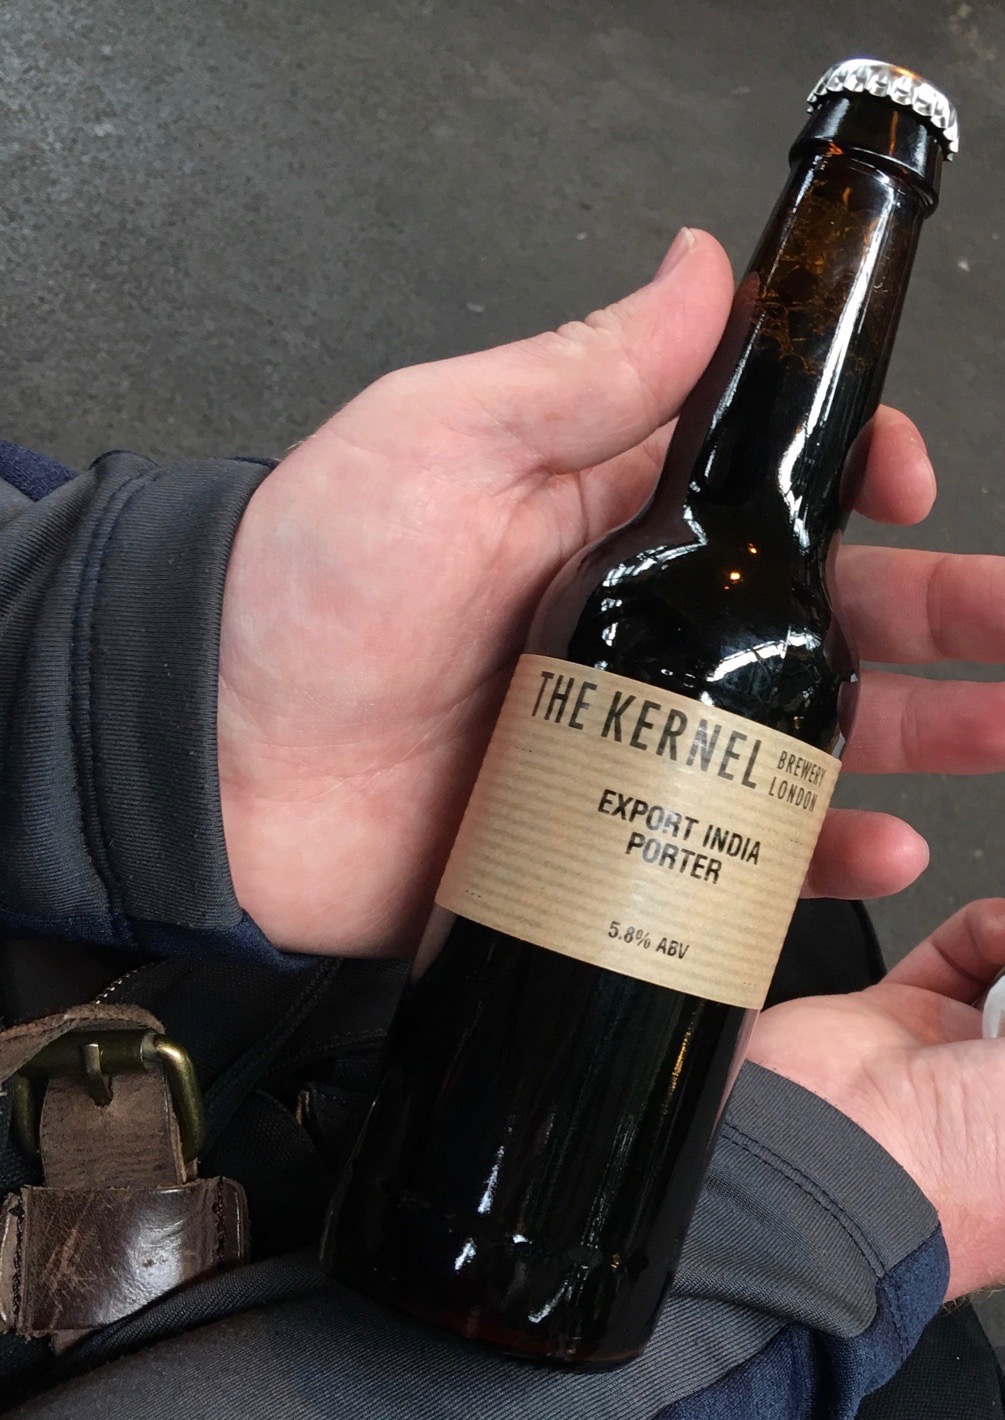 THE KERNEL BREWERY
LONDON
EXPORT INDIA
PORTER
5.8% ABV